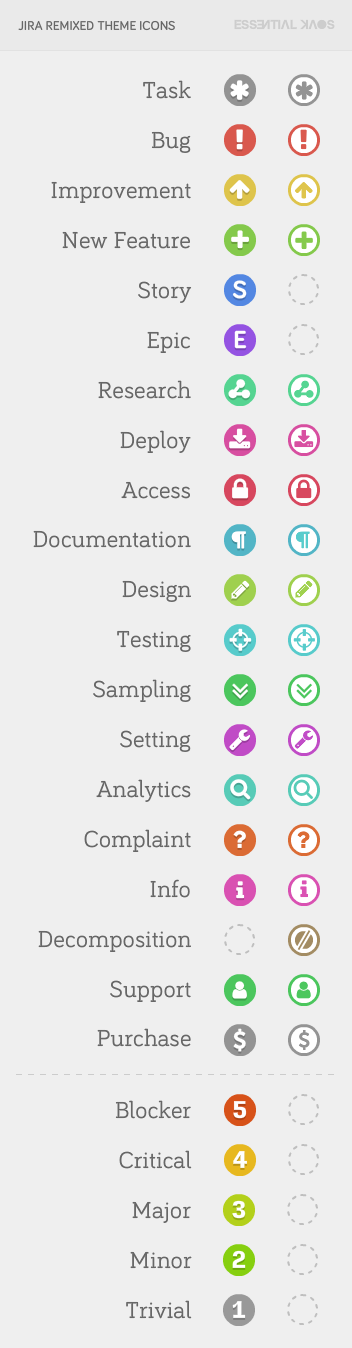 JIRA REMIXED THEME ICONS ESSENTIAL KAOS
Task
Bug !
Improvement
New Feature
Story S
Epic E
Research
Deploy
Access
Documentation ¶ ¶
Design
Testing
Sampling
Setting
Analytics
Complaint ? ?
Info i i
Decomposition
Support
Purchase $ $
Blocker 5
Critical 4
Major 3
Minor 2
Trivial 1